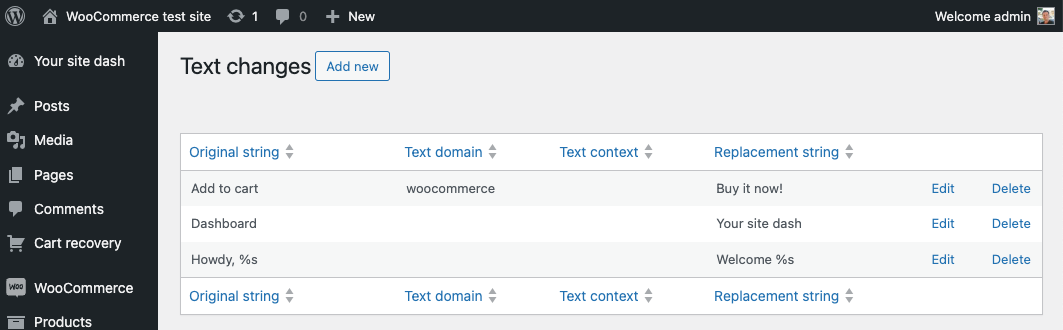 WooCommerce test site 1 0 New Welcome admin
Your site dash
Posts
Media
Pages
Comments
Cart recovery
WooCommerce
Products
Text changes Add new
Original string Text domain Text context Replacement string
Add to cart woocommerce Buy it now! Edit Delete
Dashboard Your site dash Edit Delete
Howdy, %s Welcome %s Edit Delete
Original string Text domain Text context Replacement string